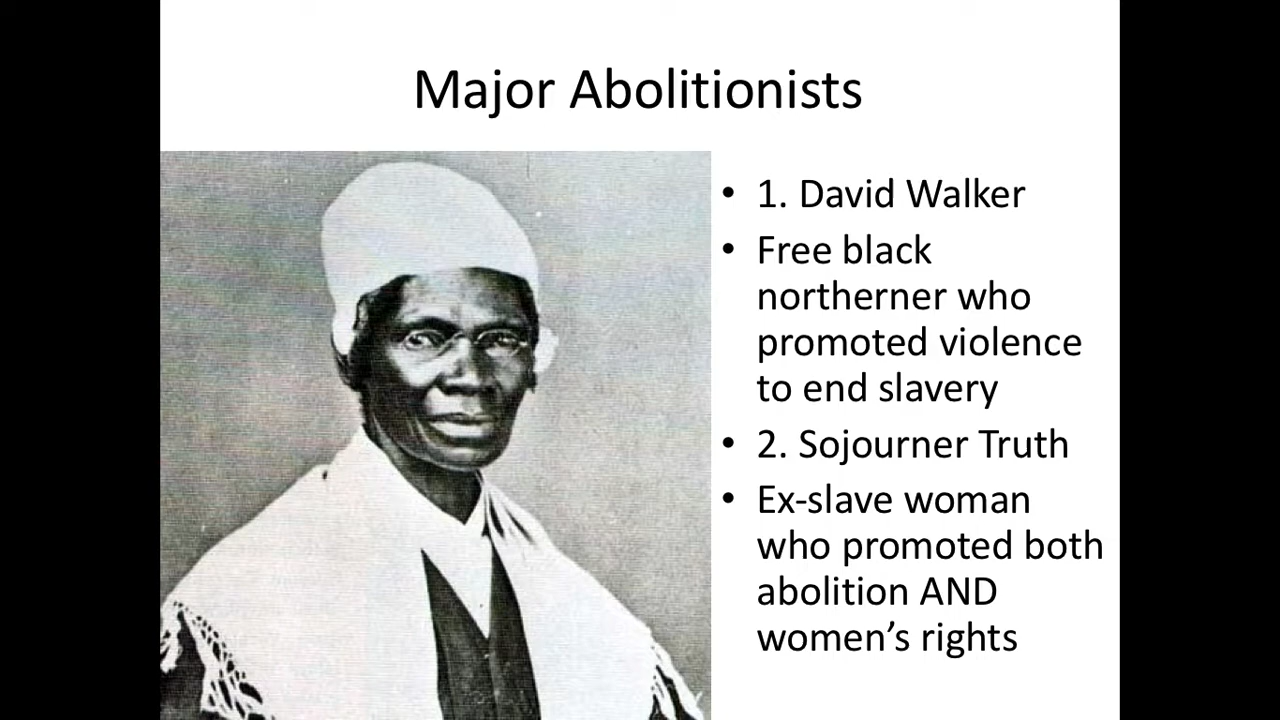 Major Abolitionists
• 1. David Walker
• Free black
northerner who
promoted violence
to end slavery
• 2. Sojourner Truth
• Ex-slave woman
who promoted both
abolition AND
women’s rights